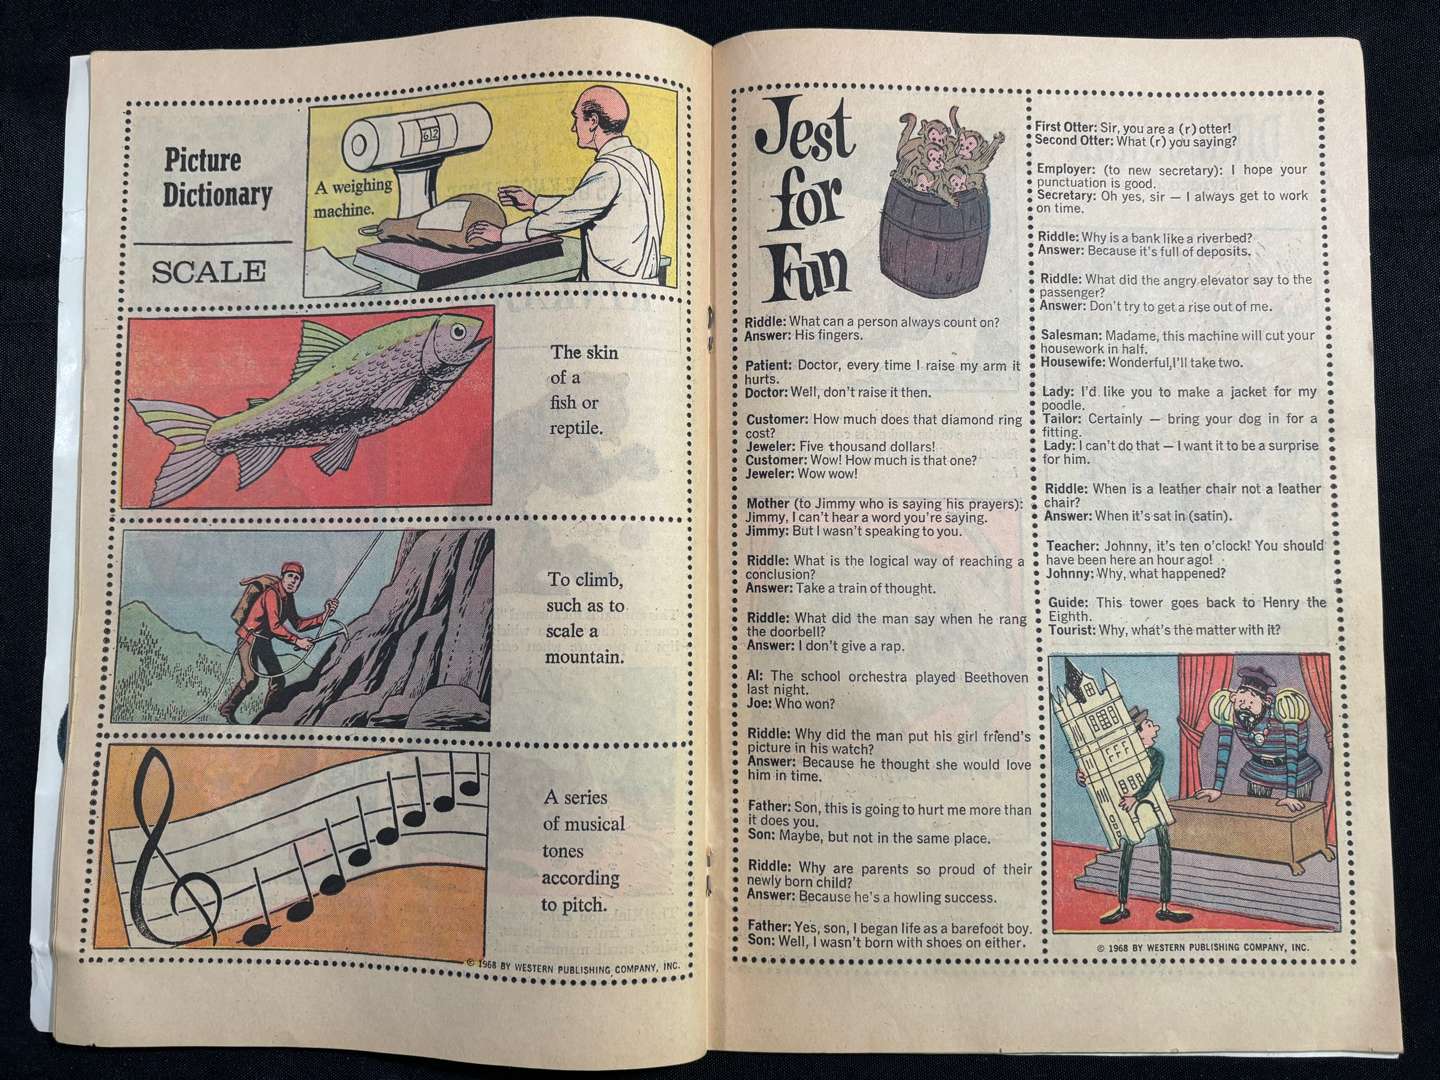 Picture
Dictionary
SCALE
A weighing
machine.
62
The skin
of a
fish or
reptile.
To climb,
such as to
scale a
mountain.
A series
of musical
tones
according
to pitch.
© 1968 BY WESTERN PUBLISHING COMPANY, INC.
Jest
for
Fun
Riddle: What can a person always count on?
Answer: His fingers.
Patient: Doctor, every time I raise my arm it
hurts.
Doctor: Well, don't raise it then.
Customer: How much does that diamond ring
cost?
Jeweler: Five thousand dollars!
Customer: Wow! How much is that one?
Jeweler: Wow wow!
Mother (to Jimmy who is saying his prayers):
Jimmy, I can't hear a word you're saying.
Jimmy: But I wasn't speaking to you.
Riddle: What is the logical way of reaching a
conclusion?
Answer: Take a train of thought.
Riddle: What did the man say when he rang
the doorbell?
Answer: I don't give a rap.
Al: The school orchestra played Beethoven
last night.
Joe: Who won?
Riddle: Why did the man put his girl friend's
picture in his watch?
Answer: Because he thought she would love
him in time.
Father: Son, this is going to hurt me more than
it does you.
Son: Maybe, but not in the same place.
Riddle: Why are parents so proud of their
newly born child?
Answer: Because he's a howling success.
Father: Yes, son, I began life as a barefoot boy.
Son: Well, I wasn't born with shoes on either.
First Otter: Sir, you are a (r) otter!
Second Otter: What (r) you saying?
Employer: (to new secretary): I hope your
punctuation is good.
Secretary: Oh yes, sir — I always get to work
on time.
Riddle: Why is a bank like a riverbed?
Answer: Because it's full of deposits.
Riddle: What did the angry elevator say to the
passenger?
Answer: Don't try to get a rise out of me.
Salesman: Madame, this machine will cut your
housework in half.
Housewife: Wonderful, I'll take two.
Lady: I'd like you to make a jacket for my
poodle.
Tailor: Certainly — bring your dog in for a
fitting.
Lady: I can't do that — I want it to be a surprise
for him.
Riddle: When is a leather chair not a leather
chair?
Answer: When it's sat in (satin).
Teacher: Johnny, it's ten o'clock! You should
have been here an hour ago!
Johnny: Why, what happened?
Guide: This tower goes back to Henry the
Eighth.
Tourist: Why, what's the matter with it?
© 1968 BY WESTERN PUBLISHING COMPANY, INC.